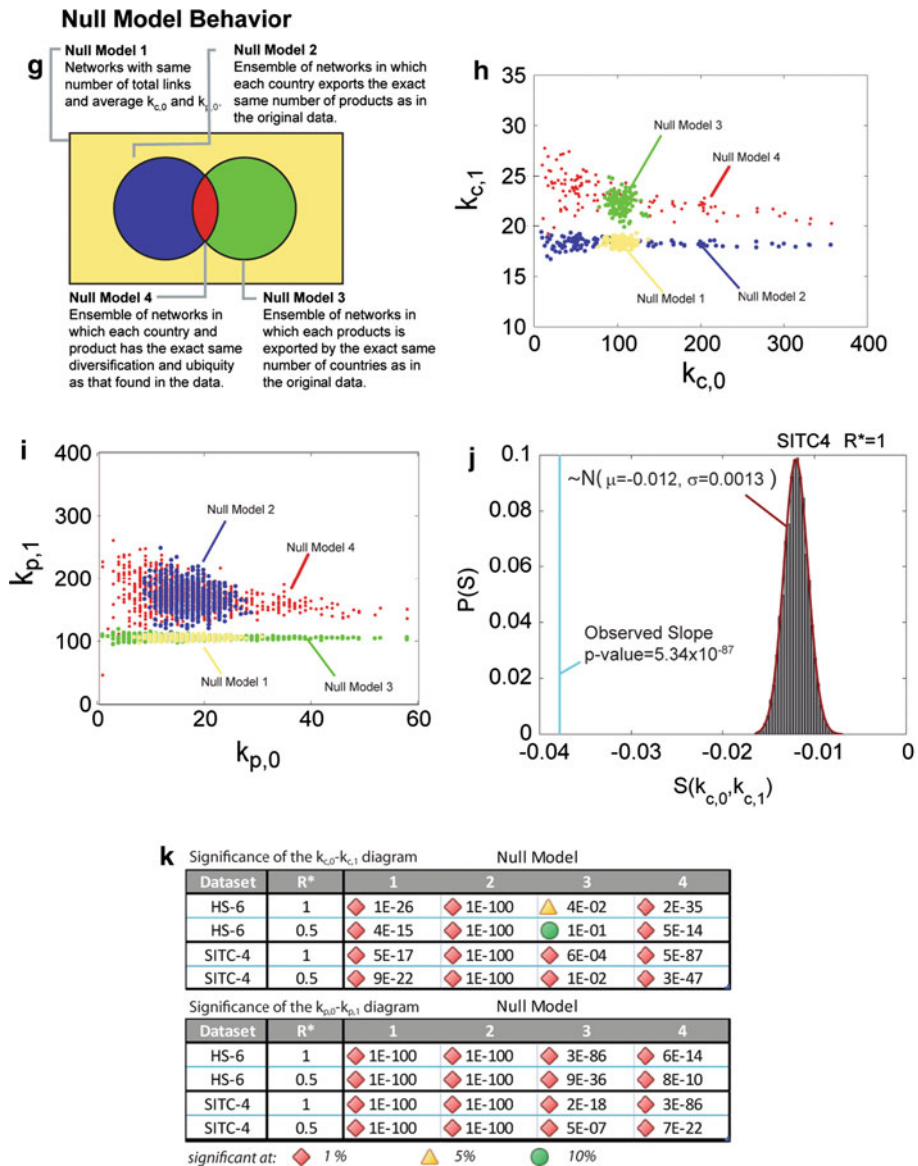 Null Model Behavior
g
Null Model 1
Networks with same
number of total links
and average kc,0 and kp,0.
Null Model 2
Ensemble of networks in which
each country exports the exact
same number of products as in
the original data.
Null Model 4
Ensemble of networks in
which each country and
product has the exact same
diversification and ubiquity
as that found in the data.
Null Model 3
Ensemble of networks in
which each products is
exported by the exact same
number of countries as in
the original data.
h
35
30
25
20
15
10
kc,1
Null Model 3
Null Model 4
Null Model 1
Null Model 2
0 100 200 300 400
kc,0
i
400
300
200
100
0
kp,1
Null Model 2
Null Model 4
Null Model 1
Null Model 3
0 20 40 60
kp,0
j
SITC4 R*=1
0.1
0.08
0.06
0.04
0.02
0
P(S)
~N( μ=-0.012, σ=0.0013 )
Observed Slope
p-value=5.34x10-87
-0.04 -0.03 -0.02 -0.01 0
S(kc,0,kc,1)
k
Significance of the kc,0-kc,1 diagram Null Model
Dataset R* 1 2 3 4
HS-6 1 1E-26 1E-100 4E-02 2E-35
HS-6 0.5 4E-15 1E-100 1E-01 5E-14
SITC-4 1 5E-17 1E-100 6E-04 5E-87
SITC-4 0.5 9E-22 1E-100 1E-02 3E-47
Significance of the kp,0-kp,1 diagram Null Model
Dataset R* 1 2 3 4
HS-6 1 1E-100 1E-100 3E-86 6E-14
HS-6 0.5 1E-100 1E-100 9E-36 8E-10
SITC-4 1 1E-100 1E-100 2E-18 3E-86
SITC-4 0.5 1E-100 1E-100 5E-07 7E-22
significant at: 1 % 5% 10%